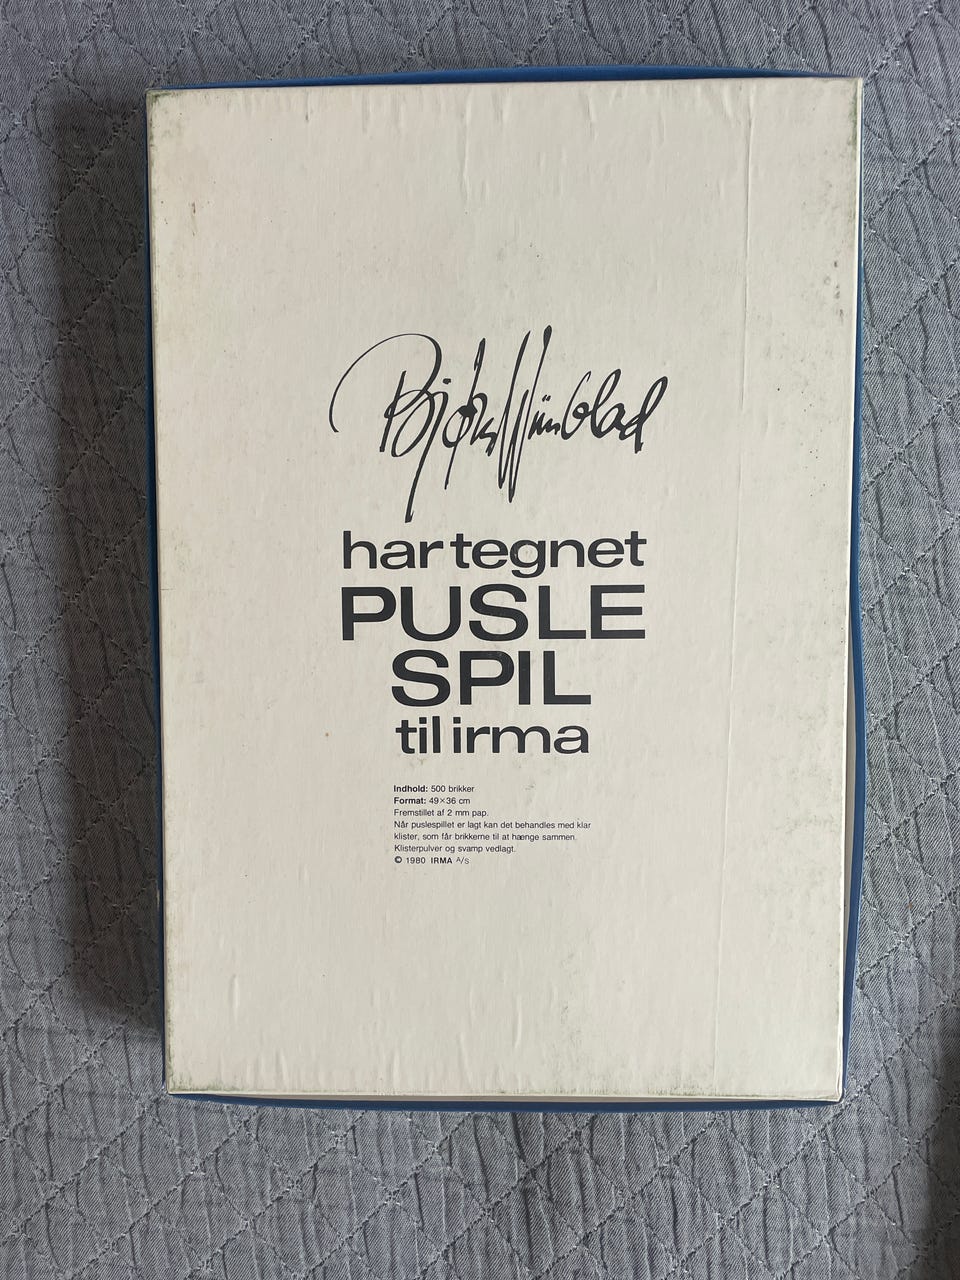 Bjørn Wiinblad
har tegnet
PUSLE
SPIL
til irma
Indhold: 500 brikker
Format: 49×36 cm
Fremstillet af 2 mm pap.
Når puslespillet er lagt kan det behandles med klar
klister, som får brikkerne til at hænge sammen.
Klisterpulver og svamp vedlagt.
© 1980 IRMA A/S